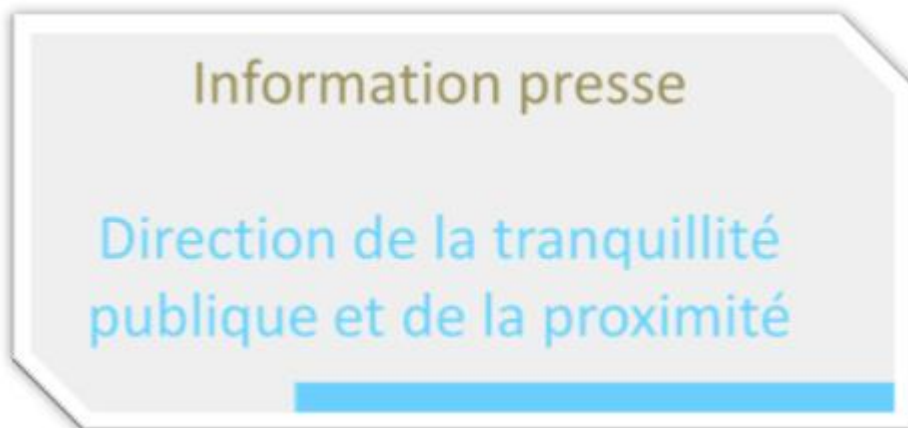 Information presse
Direction de la tranquillité
publique et de la proximité